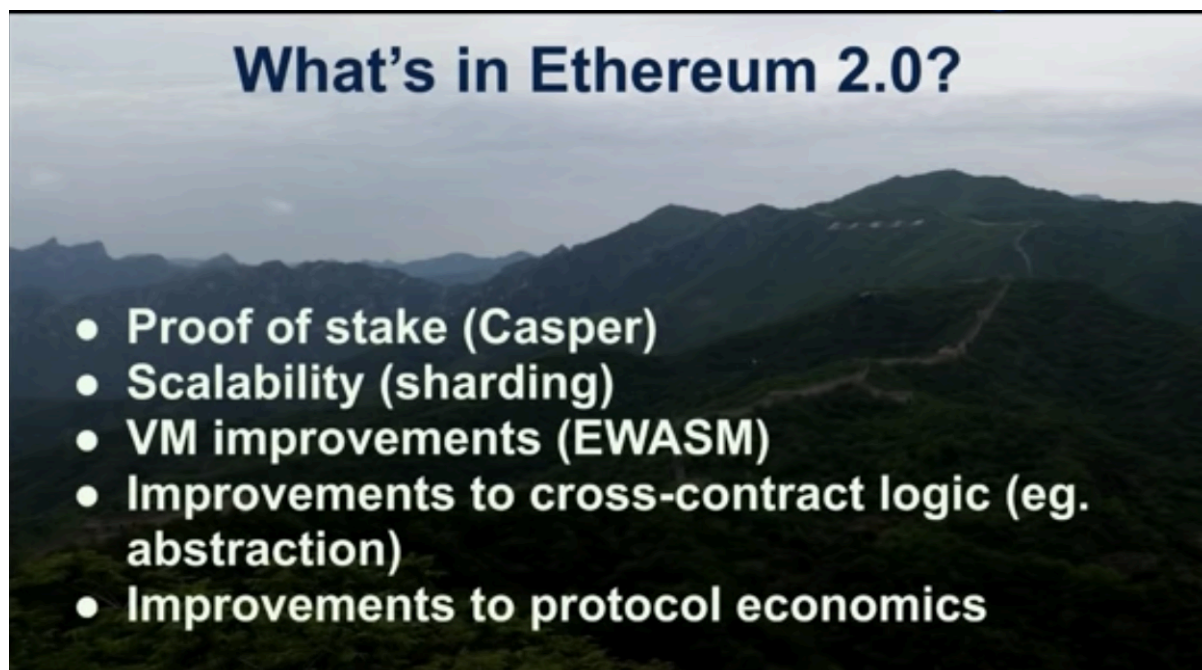 What’s in Ethereum 2.0?
● Proof of stake (Casper)
● Scalability (sharding)
● VM improvements (EWASM)
● Improvements to cross-contract logic (eg.
abstraction)
● Improvements to protocol economics